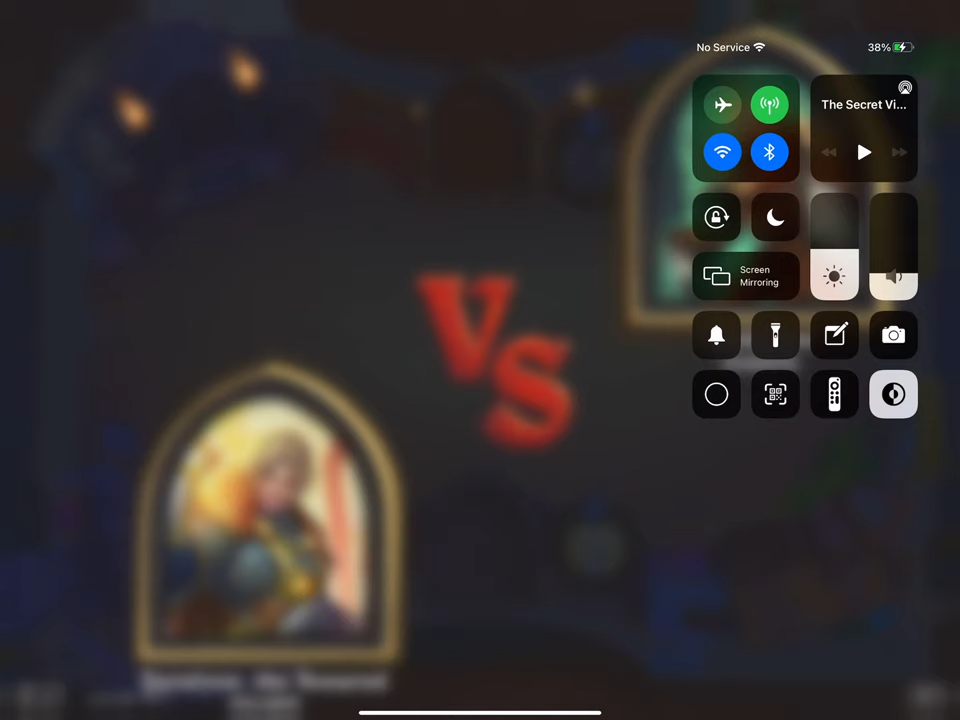 No Service
38%
The Secret Vi...
Screen
Mirroring
VS